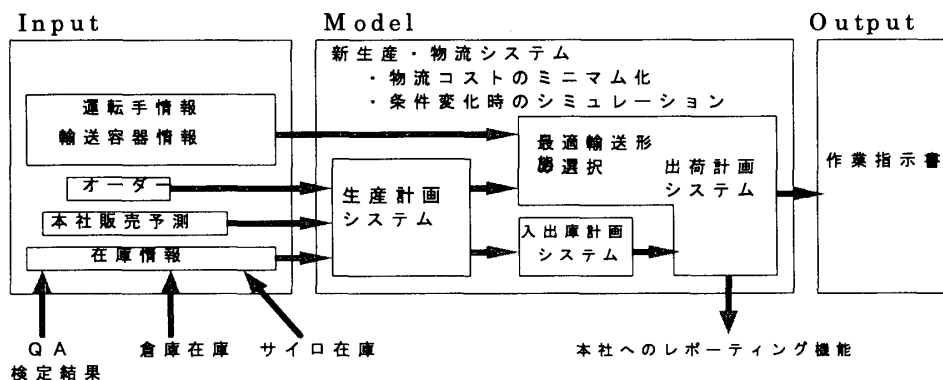 Input
Model
Output
新生産・物流システム
・物流コストのミニマム化
・条件変化時のシミュレーション
運転手情報
輸送容器情報
オーダー
本社販売予測
在庫情報
生産計画
システム
最適輸送形
態
の選択
出荷計画
システム
入出庫計画
システム
作業指示書
QA
検定結果
倉庫在庫
サイロ在庫
本社へのレポーティング機能